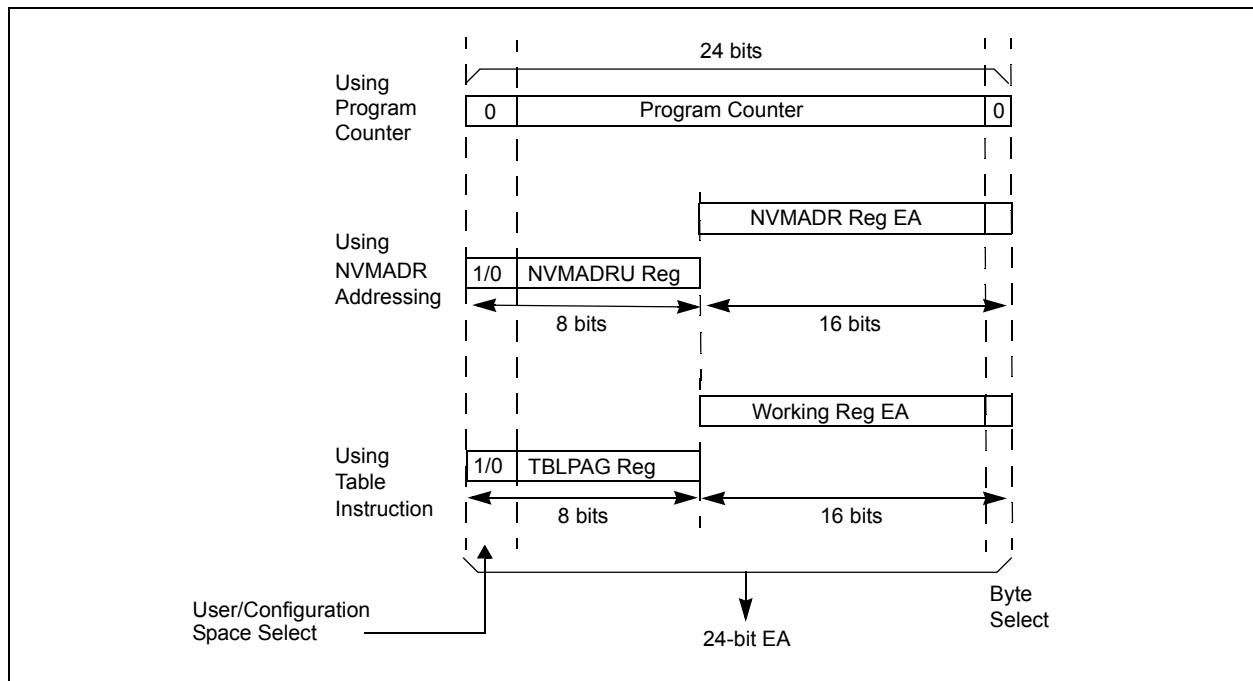 24 bits
Using
Program
Counter
0
Program Counter
0
NVMADR Reg EA
Using
NVMADR
Addressing
1/0
NVMADRU Reg
8 bits
16 bits
Working Reg EA
Using
Table
Instruction
1/0
TBLPAG Reg
8 bits
16 bits
User/Configuration
Space Select
24-bit EA
Byte
Select